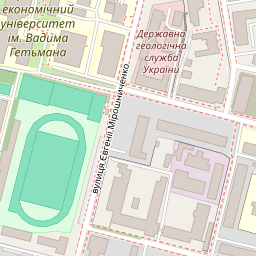 економічний
університет
ім. Вадима
Гетьмана
Державна
геологічна
служба
України
вулиця Євгенії Мірошниченко